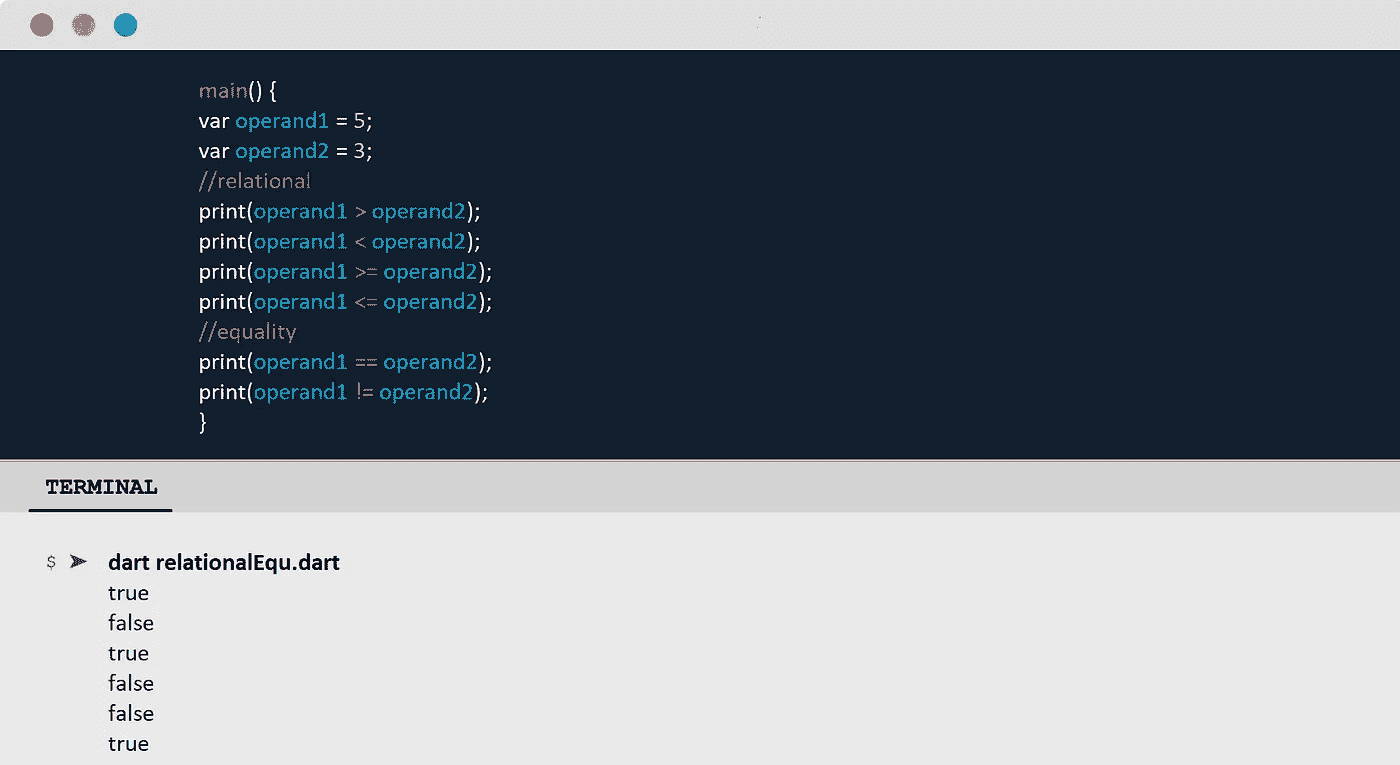 main() {
var operand1 = 5;
var operand2 = 3;
//relational
print(operand1 > operand2);
print(operand1 < operand2);
print(operand1 >= operand2);
print(operand1 <= operand2);
//equality
print(operand1 == operand2);
print(operand1 != operand2);
}
TERMINAL
$ ➤ dart relationalEqu.dart
true
false
true
false
false
true